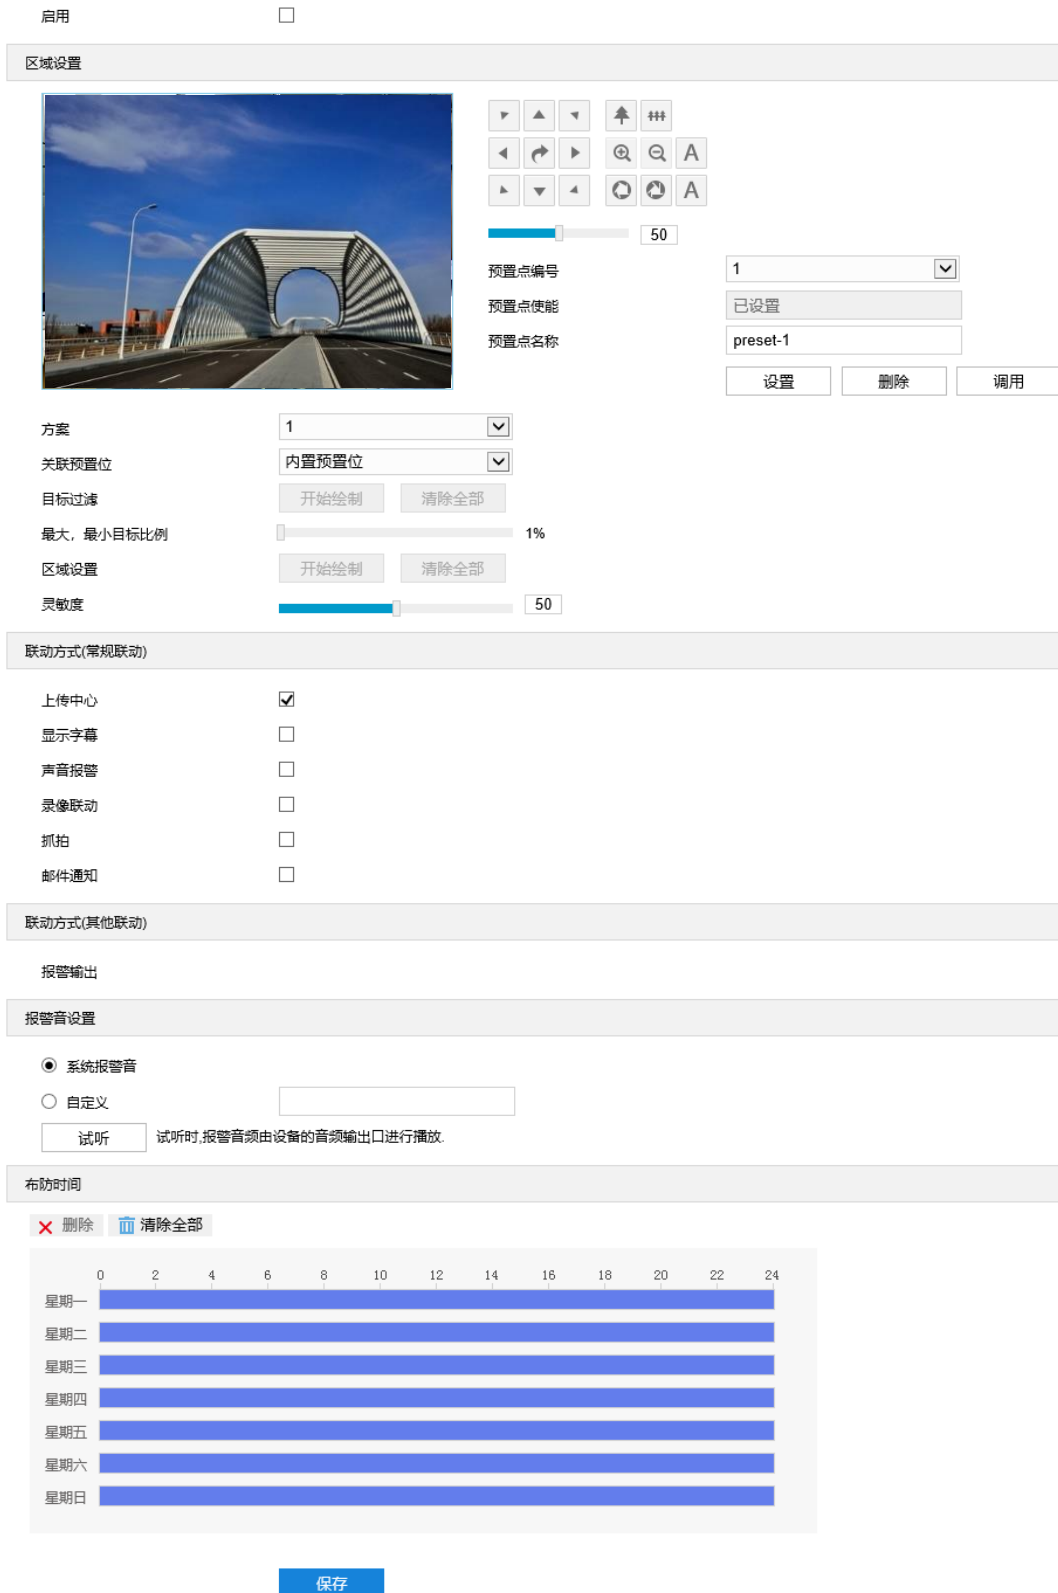 启用
区域设置
A
A
50
预置点编号 1
预置点使能 已设置
预置点名称 preset-1
设置 删除 调用
方案 1
关联预置位 内置预置位
目标过滤 开始绘制 清除全部
最大，最小目标比例 1%
区域设置 开始绘制 清除全部
灵敏度 50
联动方式(常规联动)
上传中心
显示字幕
声音报警
录像联动
抓拍
邮件通知
联动方式(其他联动)
报警输出
报警音设置
系统报警音
自定义
试听 试听时,报警音频由设备的音频输出口进行播放.
布防时间
删除 清除全部
0 2 4 6 8 10 12 14 16 18 20 22 24
星期一
星期二
星期三
星期四
星期五
星期六
星期日
保存